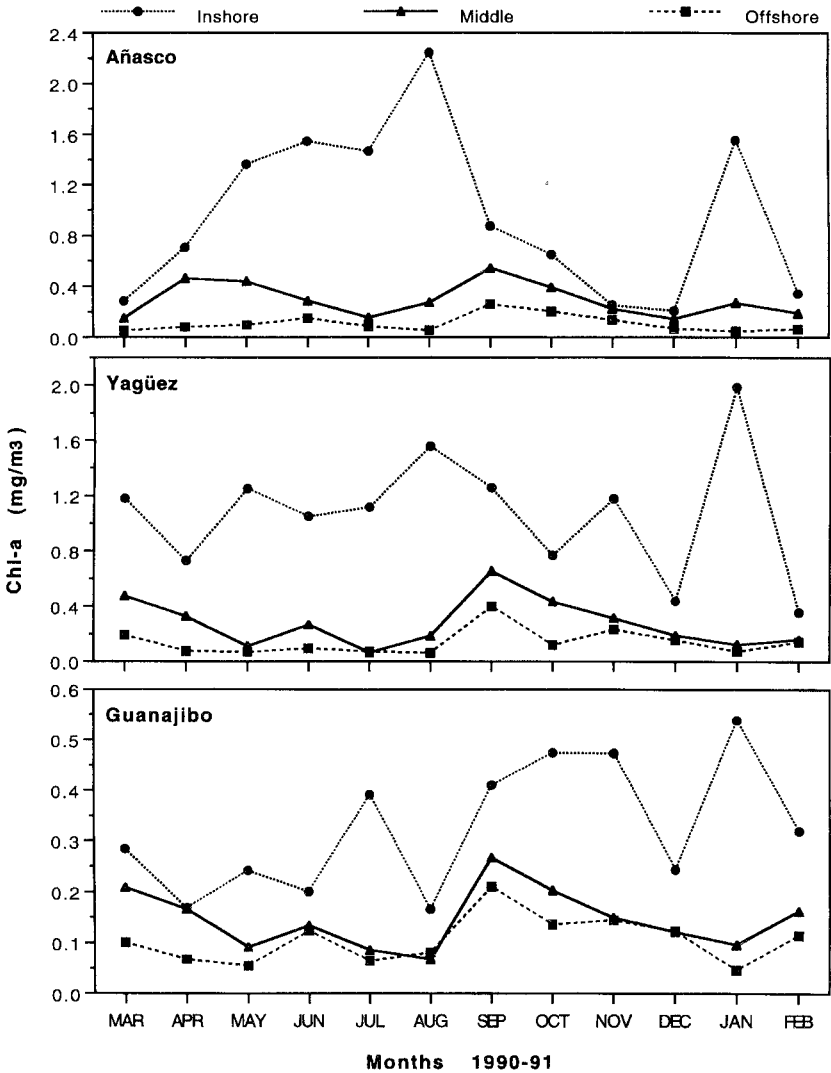 Inshore Middle Offshore
Añasco
2.4
2.0
1.6
1.2
0.8
0.4
0.0
Yagüez
2.0
1.6
1.2
0.8
0.4
0.0
Chl-a (mg/m3)
Guanajibo
0.6
0.5
0.4
0.3
0.2
0.1
0.0
MAR APR MAY JUN JUL AUG SEP OCT NOV DEC JAN FEB
Months 1990-91